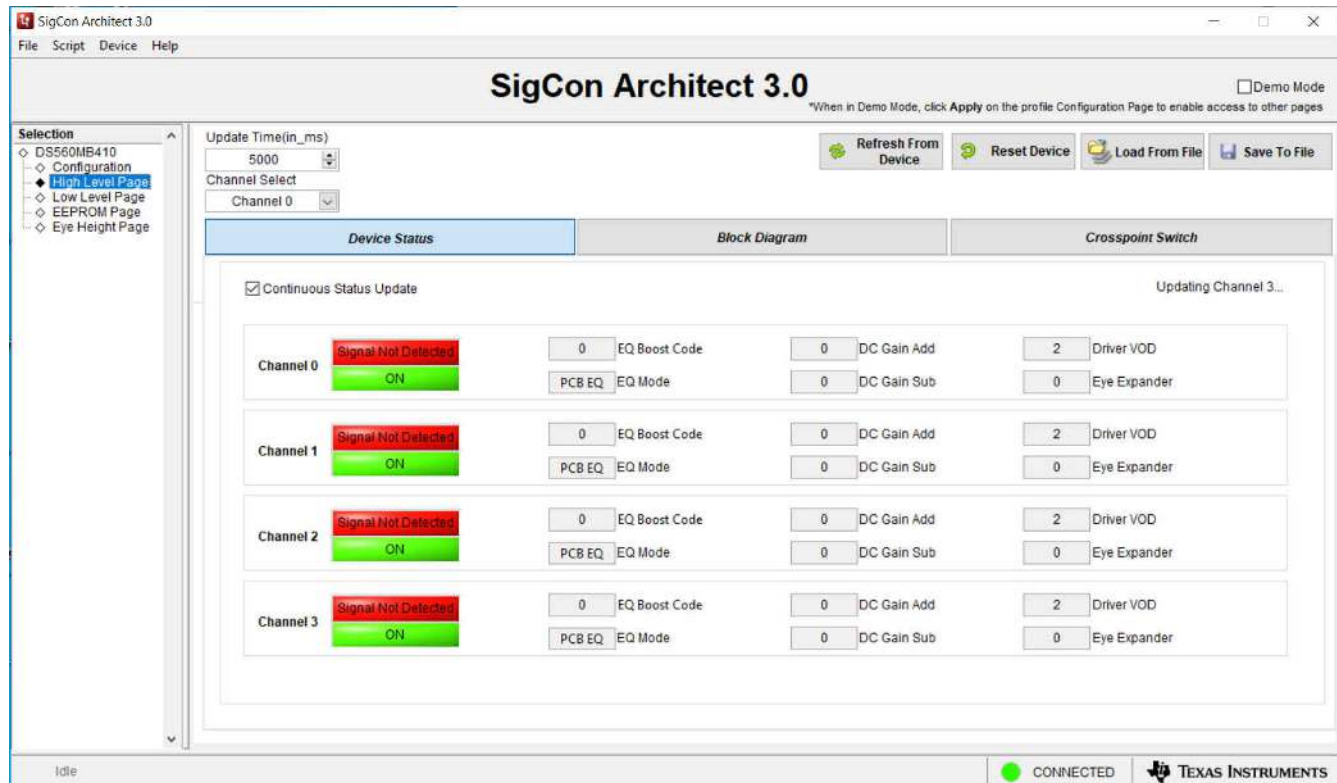 SigCon Architect 3.0
File Script Device Help
SigCon Architect 3.0
Demo Mode
*When in Demo Mode, click Apply on the profile Configuration Page to enable access to other pages
Selection
DS560MB410
Configuration
High Level Page
Low Level Page
EEPROM Page
Eye Height Page
Update Time(in_ms)
5000
Channel Select
Channel 0
Refresh From
Device
Reset Device
Load From File
Save To File
Device Status
Block Diagram
Crosspoint Switch
Continuous Status Update
Updating Channel 3...
Channel 0
Signal Not Detected
ON
0 EQ Boost Code
0 DC Gain Add
2 Driver VOD
PCB EQ EQ Mode
0 DC Gain Sub
0 Eye Expander
Channel 1
Signal Not Detected
ON
0 EQ Boost Code
0 DC Gain Add
2 Driver VOD
PCB EQ EQ Mode
0 DC Gain Sub
0 Eye Expander
Channel 2
Signal Not Detected
ON
0 EQ Boost Code
0 DC Gain Add
2 Driver VOD
PCB EQ EQ Mode
0 DC Gain Sub
0 Eye Expander
Channel 3
Signal Not Detected
ON
0 EQ Boost Code
0 DC Gain Add
2 Driver VOD
PCB EQ EQ Mode
0 DC Gain Sub
0 Eye Expander
Idle
CONNECTED
TEXAS INSTRUMENTS